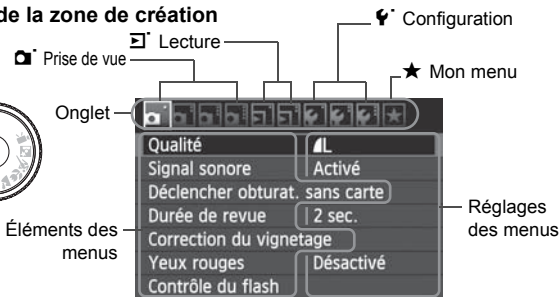 de la zone de création
Configuration
Lecture
Prise de vue
★ Mon menu
Onglet
Qualité L
Signal sonore Activé
Déclencher obturat. sans carte
Durée de revue 2 sec.
Correction du vignetage
Yeux rouges Désactivé
Contrôle du flash
Éléments des menus
Réglages des menus